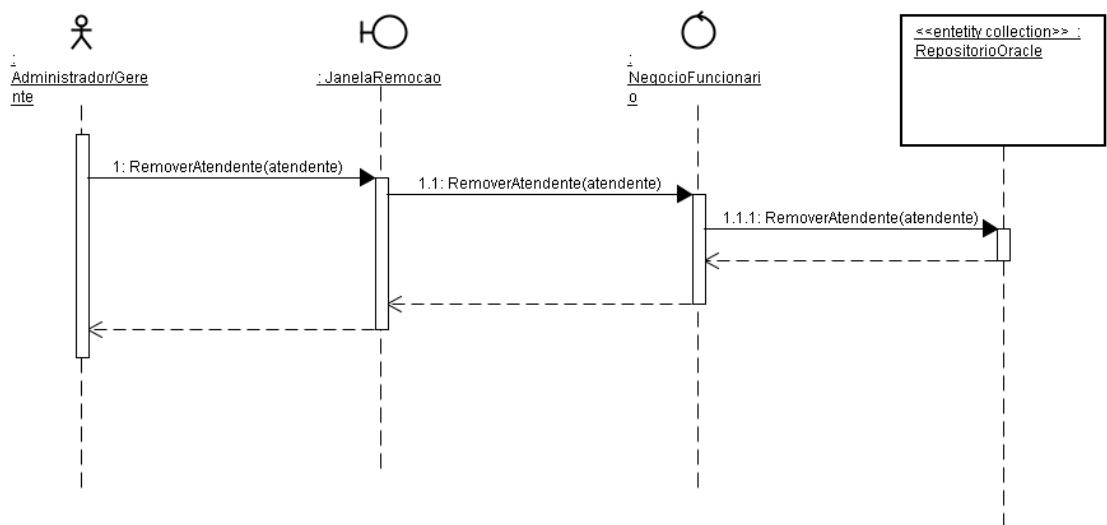 <<entetity collection>> :
RepositorioOracle
:
Administrador/Gere
nte
: JanelaRemocao
:
NegocioFuncionari
o
1: RemoverAtendente(atendente)
1.1: RemoverAtendente(atendente)
1.1.1: RemoverAtendente(atendente)